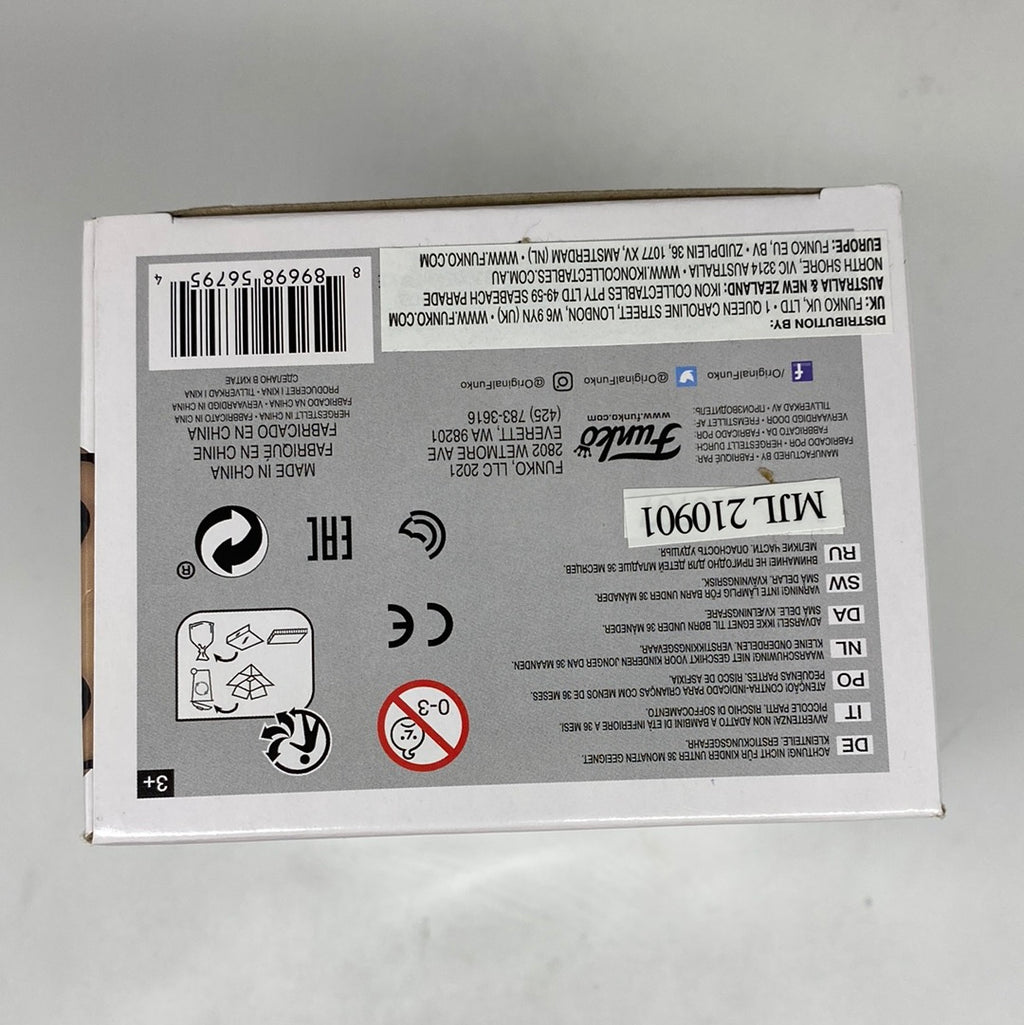 3+
DE
NICHT FÜR KINDER UNTER 36 MONATEN GEEIGNET.
KLEINTEILE. ERSTICKUNGSGEFAHR.
IT
AVVERTENZA! NON ADATTO A BAMBINI DI ETÀ INFERIORE A 36 MESI.
PICCOLE PARTI. RISCHIO DI SOFFOCAMENTO.
PO
ATENÇÃO! CONTRA-INDICADO PARA CRIANÇAS COM MENOS DE 36 MESES.
PEQUENAS PARTES. RISCO DE ASFIXIA.
NL
WAARSCHUWING! NIET GESCHIKT VOOR KINDEREN JONGER DAN 36 MAANDEN.
KLEINE ONDERDELEN. VERSTIKKINGSGEVAAR.
DA
ADVARSEL! IKKE EGNET TIL BØRN UNDER 36 MÅNEDER.
SMÅ DELE. KVÆLNINGSFARE.
SW
VARNING! INTE LÄMPLIG FÖR BARN UNDER 36 MÅNADER.
SMÅ DELAR. KVÄVNINGSRISK.
RU
ВНИМАНИЕ! НЕ ПРИГОДНО ДЛЯ ДЕТЕЙ МЛАДШЕ 36 МЕСЯЦЕВ.
МЕЛКИЕ ЧАСТИ. ОПАСНОСТЬ УДУШЬЯ.
0-3
CE
EAC
®
MJL 210901
MANUFACTURED BY • FABRIQUÉ PAR:
FABRICADO POR • HERGESTELLT DURCH:
FABBRICATO DA • FABRICADO POR:
VERVAARDIGD DOOR • FREMSTILLET AF:
TILLVERKAD AV • ПРОИЗВОДИТЕЛЬ:
Funko
www.funko.com
FUNKO, LLC 2021
2802 WETMORE AVE
EVERETT, WA 98201
(425) 783-3616
MADE IN CHINA
FABRIQUÉ EN CHINE
FABRICADO EN CHINA
HERGESTELLT IN CHINA • FABBRICATO IN CINA
FABRICADO NA CHINA • VERVAARDIGD IN CHINA
PRODUCERET I KINA • TILLVERKAD I KINA
СДЕЛАНО В КИТАЕ
f /OriginalFunko
@OriginalFunko
@OriginalFunko
DISTRIBUTION BY:
UK: FUNKO UK, LTD • 1 QUEEN CAROLINE STREET, LONDON, W6 9YN (UK) • WWW.FUNKO.COM
AUSTRALIA & NEW ZEALAND: IKON COLLECTABLES PTY LTD 49-59 SEABEACH PARADE
NORTH SHORE, VIC 3214 AUSTRALIA • WWW.IKONCOLLECTABLES.COM.AU
EUROPE: FUNKO EU, BV • ZUIDPLEIN 36, 1077 XV, AMSTERDAM (NL) • WWW.FUNKO.COM
8 89698 56795 4